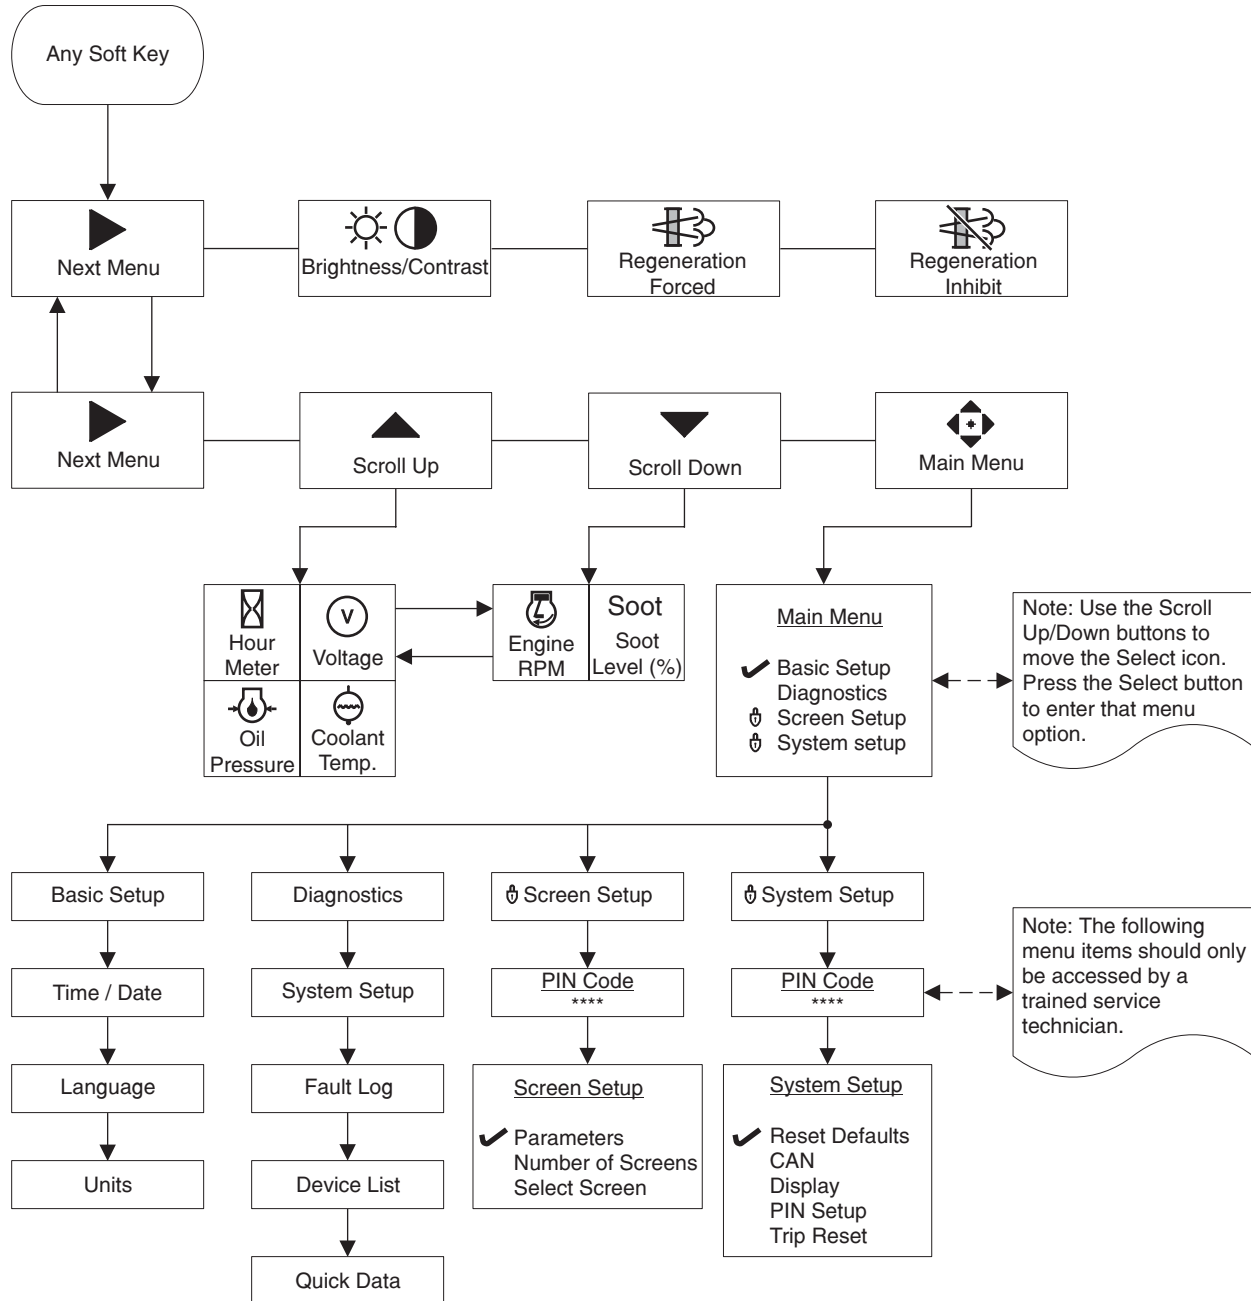 Any Soft Key
Next Menu
Brightness/Contrast
Regeneration
Forced
Regeneration
Inhibit
Next Menu
Scroll Up
Scroll Down
Main Menu
Hour
Meter
V
Voltage
Oil
Pressure
Coolant
Temp.
Engine
RPM
Soot
Soot
Level (%)
Main Menu
Basic Setup
Diagnostics
Screen Setup
System setup
Note: Use the Scroll
Up/Down buttons to
move the Select icon.
Press the Select button
to enter that menu
option.
Basic Setup
Diagnostics
Screen Setup
System Setup
Time / Date
System Setup
PIN Code
****
PIN Code
****
Note: The following
menu items should only
be accessed by a
trained service
technician.
Language
Fault Log
Screen Setup
Parameters
Number of Screens
Select Screen
System Setup
Reset Defaults
CAN
Display
PIN Setup
Trip Reset
Units
Device List
Quick Data